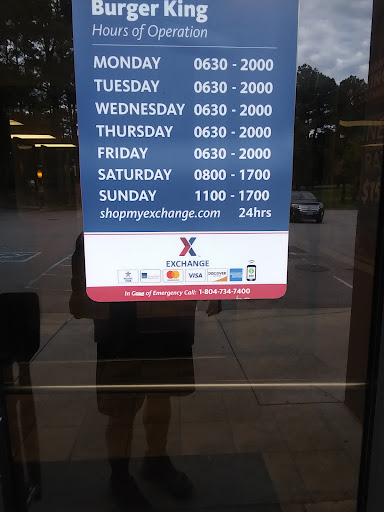 Burger King
Hours of Operation
MONDAY 0630 - 2000
TUESDAY 0630 - 2000
WEDNESDAY 0630 - 2000
THURSDAY 0630 - 2000
FRIDAY 0630 - 2000
SATURDAY 0800 - 1700
SUNDAY 1100 - 1700
shopmyexchange.com 24hrs
X
EXCHANGE
VISA DISCOVER
In Case of Emergency Call: 1-804-734-7400